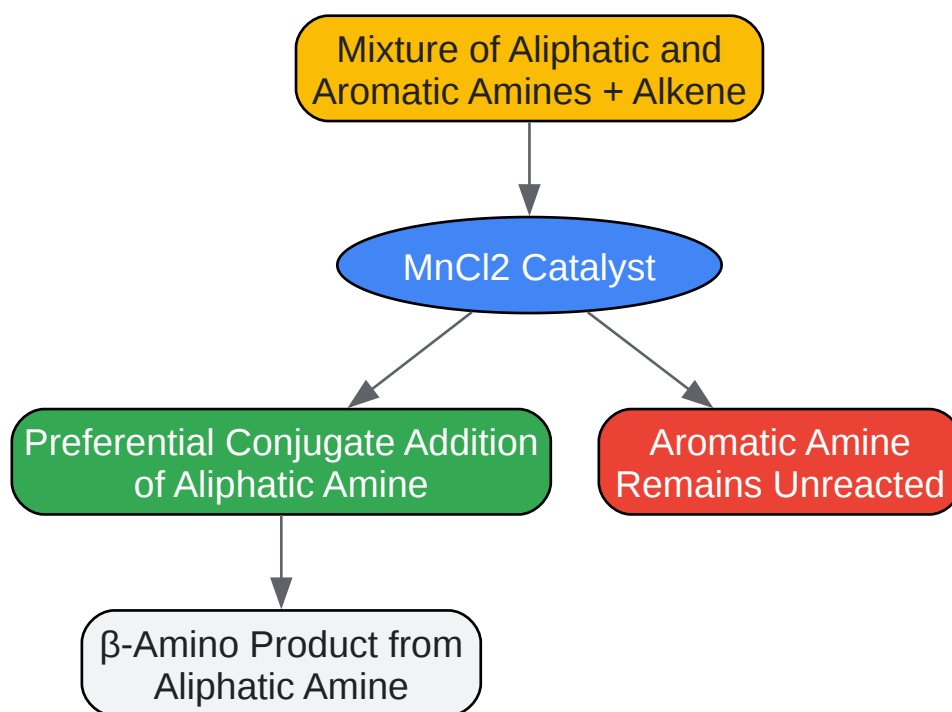 Mixture of Aliphatic and
Aromatic Amines + Alkene
MnCl2 Catalyst
Preferential Conjugate Addition
of Aliphatic Amine
Aromatic Amine
Remains Unreacted
β-Amino Product from
Aliphatic Amine